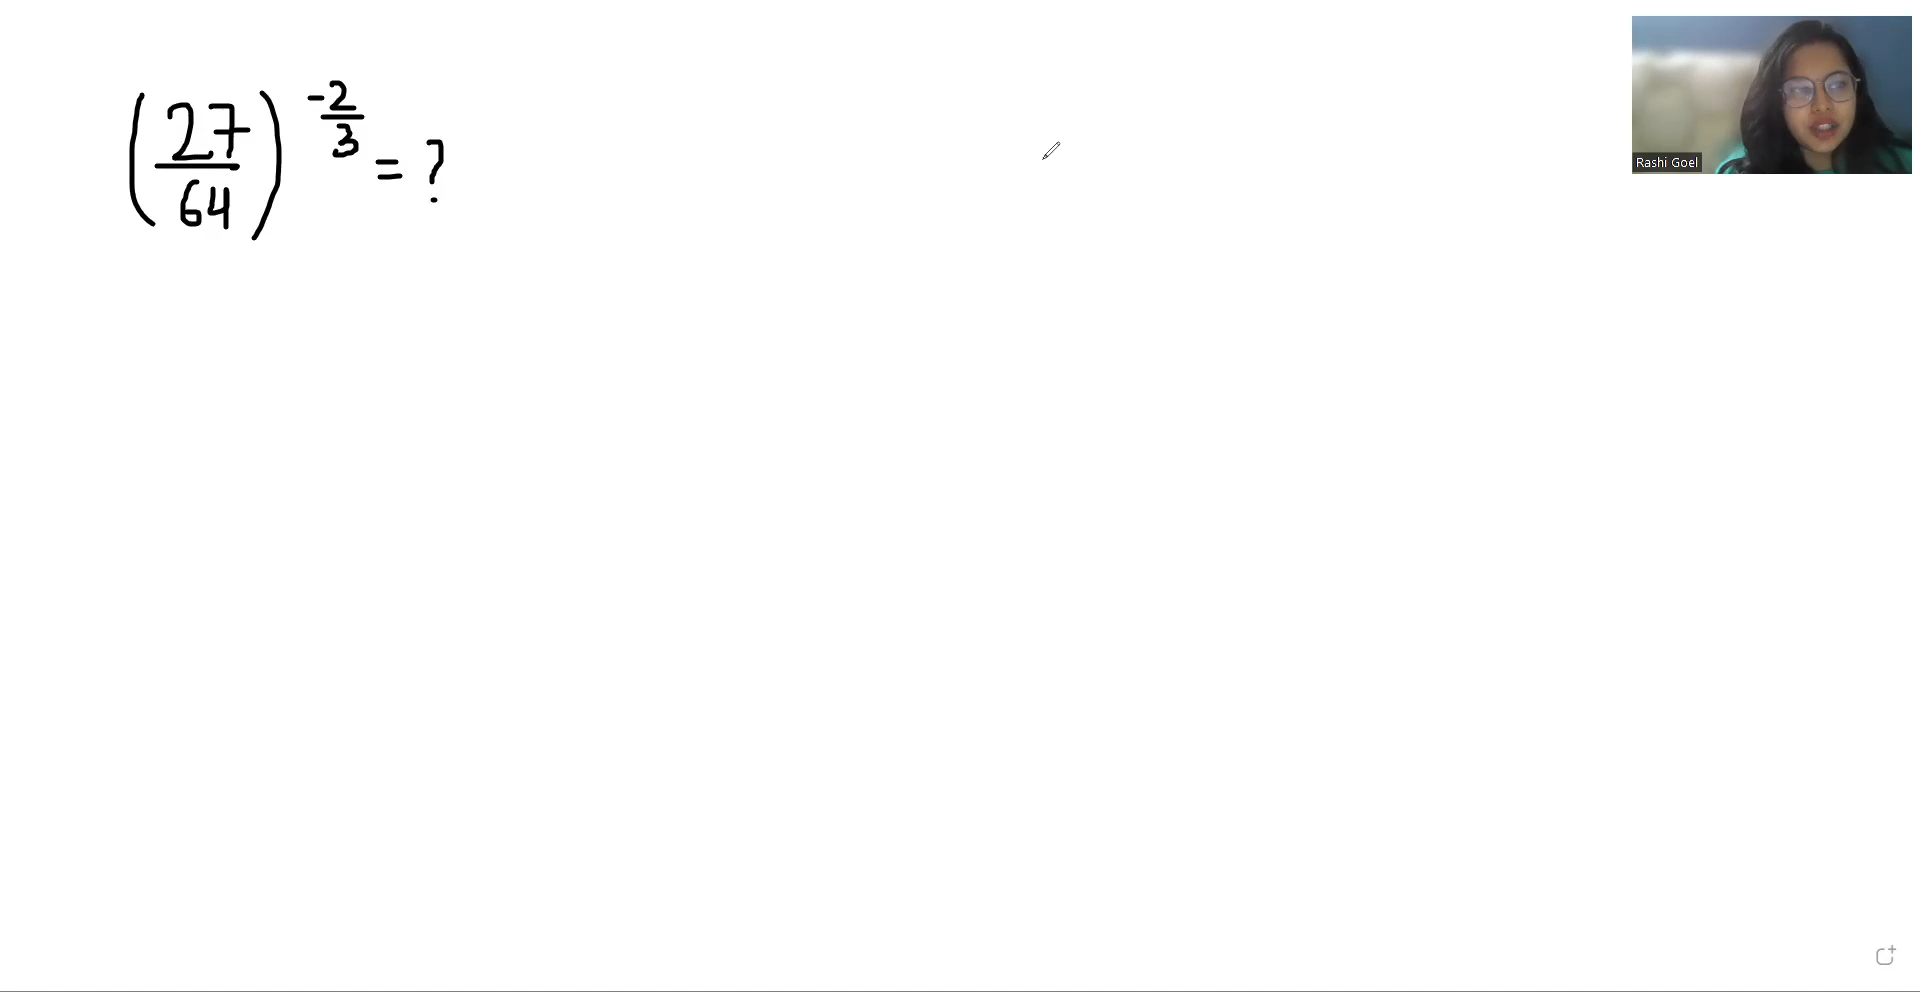 (27/64)^(-2/3) = ?
Rashi Goel